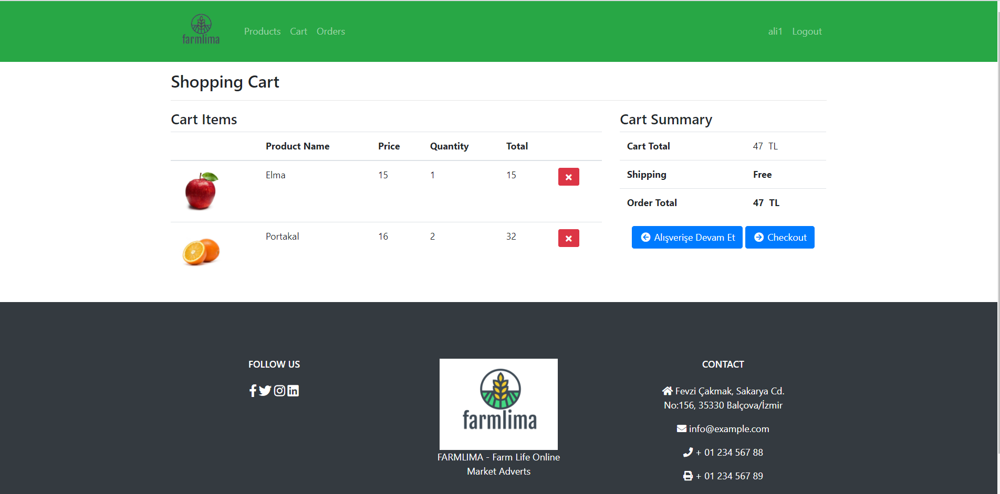 farmlima
Products Cart Orders
ali1 Logout
Shopping Cart
Cart Items
Product Name Price Quantity Total
Elma 15 1 15
Portakal 16 2 32
Cart Summary
Cart Total 47 TL
Shipping Free
Order Total 47 TL
Alışverişe Devam Et Checkout
FOLLOW US
farmlima
FARMLIMA - Farm Life Online
Market Adverts
CONTACT
Fevzi Çakmak, Sakarya Cd.
No:156, 35330 Balçova/İzmir
info@example.com
+ 01 234 567 88
+ 01 234 567 89